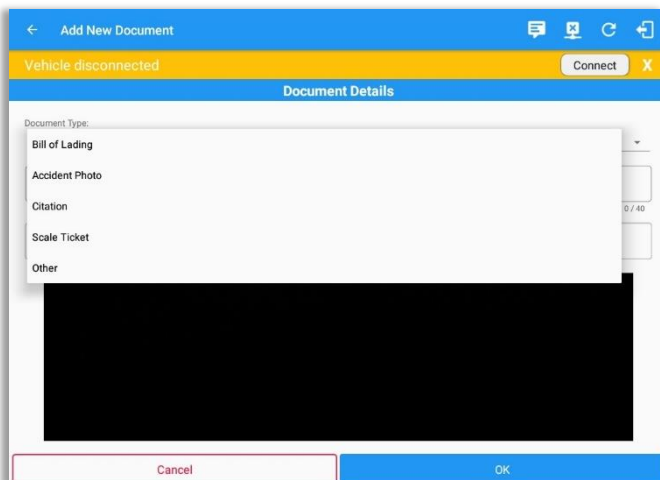 Add New Document
Vehicle disconnected
Connect
X
Document Details
Document Type:
Bill of Lading
Accident Photo
Citation
0 / 40
Scale Ticket
Other
Cancel
OK